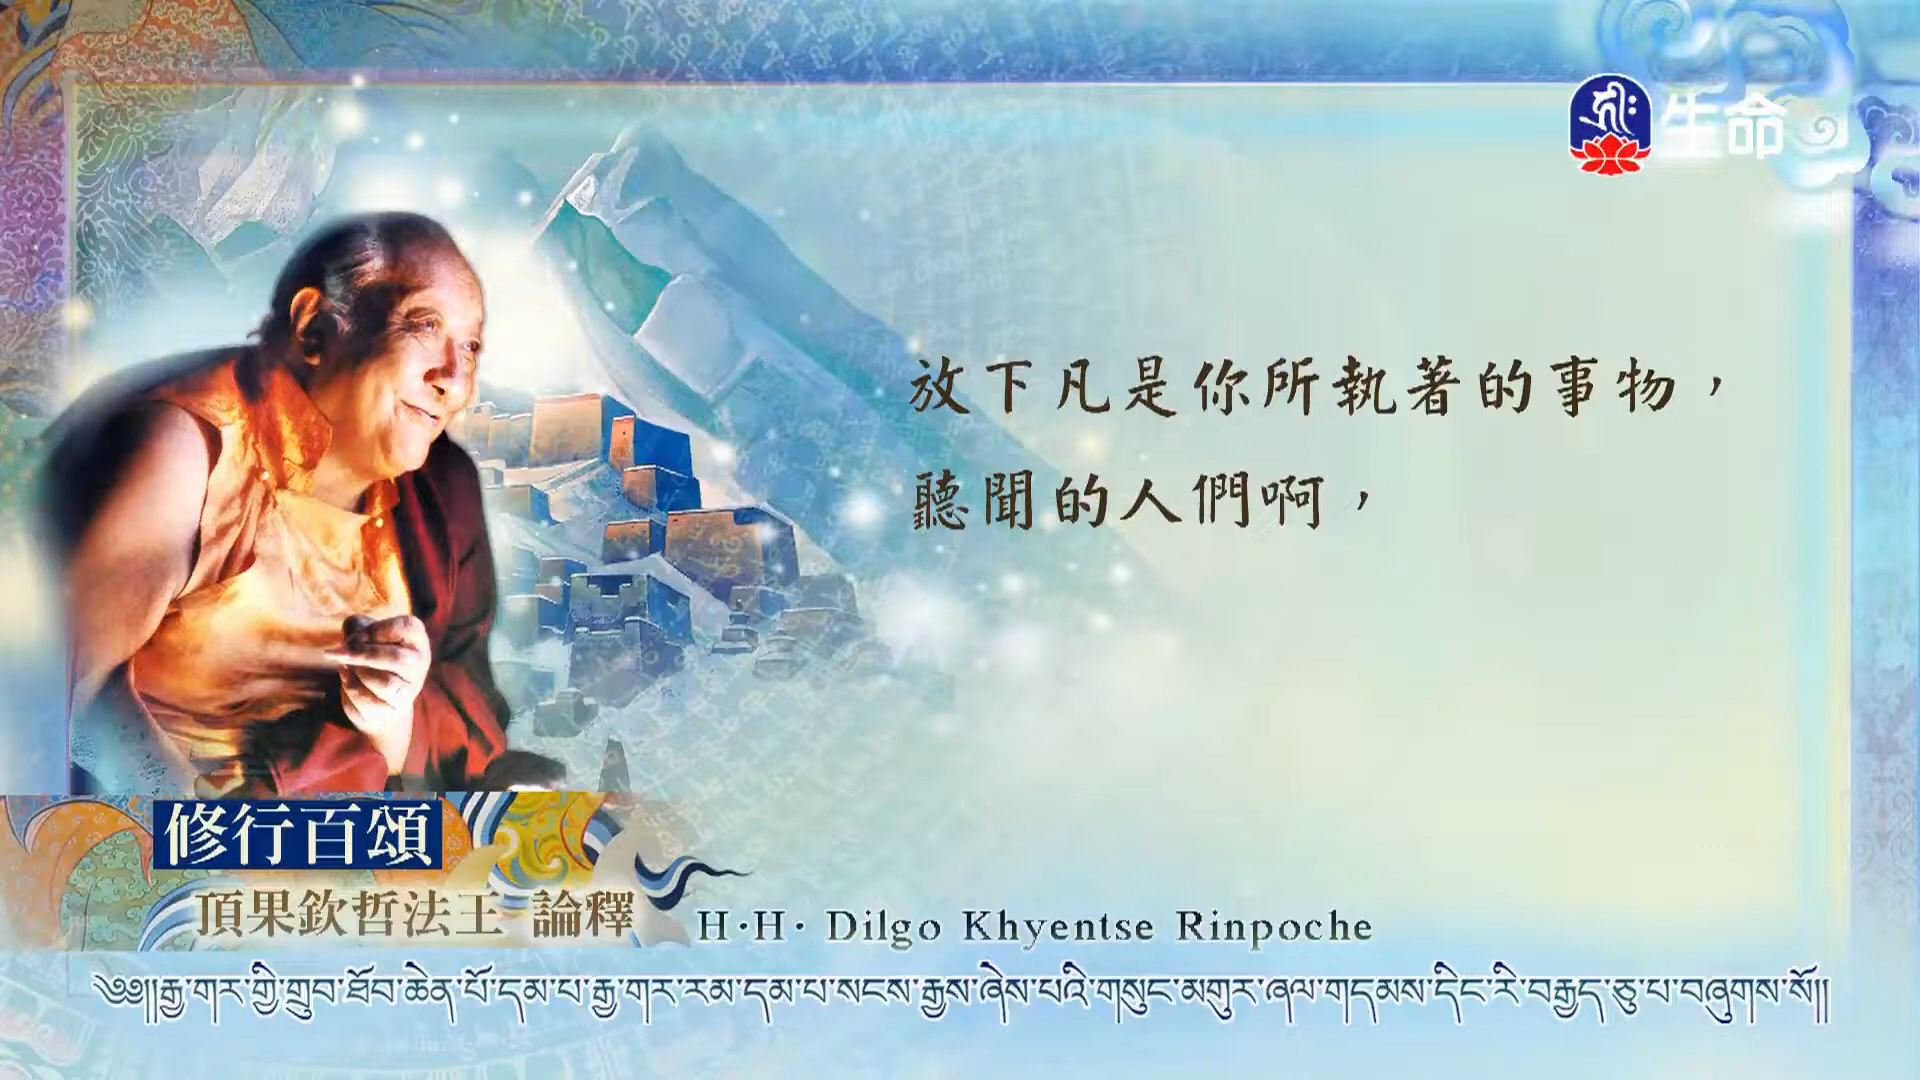 生命
放下凡是你所執著的事物，
聽聞的人們啊，
修行百頌
頂果欽哲法王 論釋
H·H· Dilgo Khyentse Rinpoche
༄༅།།རྒྱ་གར་གྱི་གྲུབ་ཐོབ་ཆེན་པོ་དམ་པ་རྒྱ་གར་རམ་དམ་པ་སངས་རྒྱས་ཞེས་པའི་གསུང་མགུར་ཞལ་གདམས་དིང་རི་བརྒྱད་ཅུ་པ་བཞུགས་སོ།།